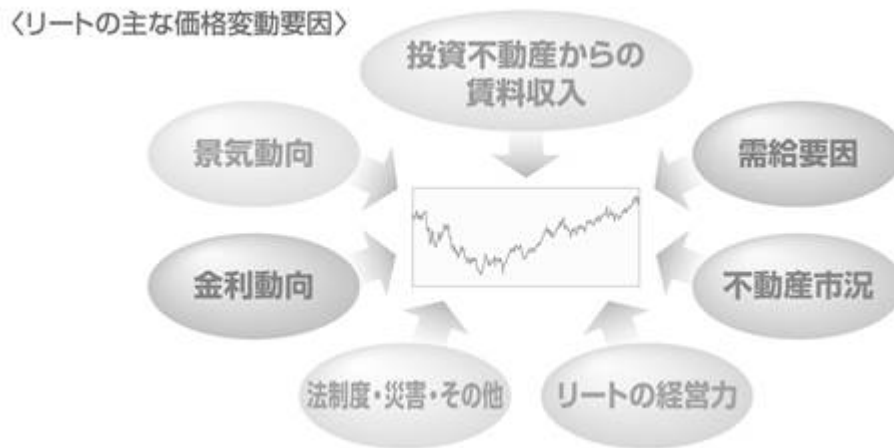 〈リートの主な価格変動要因〉
投資不動産からの
賃料収入
景気動向
需給要因
金利動向
不動産市況
法制度・災害・その他
リートの経営力